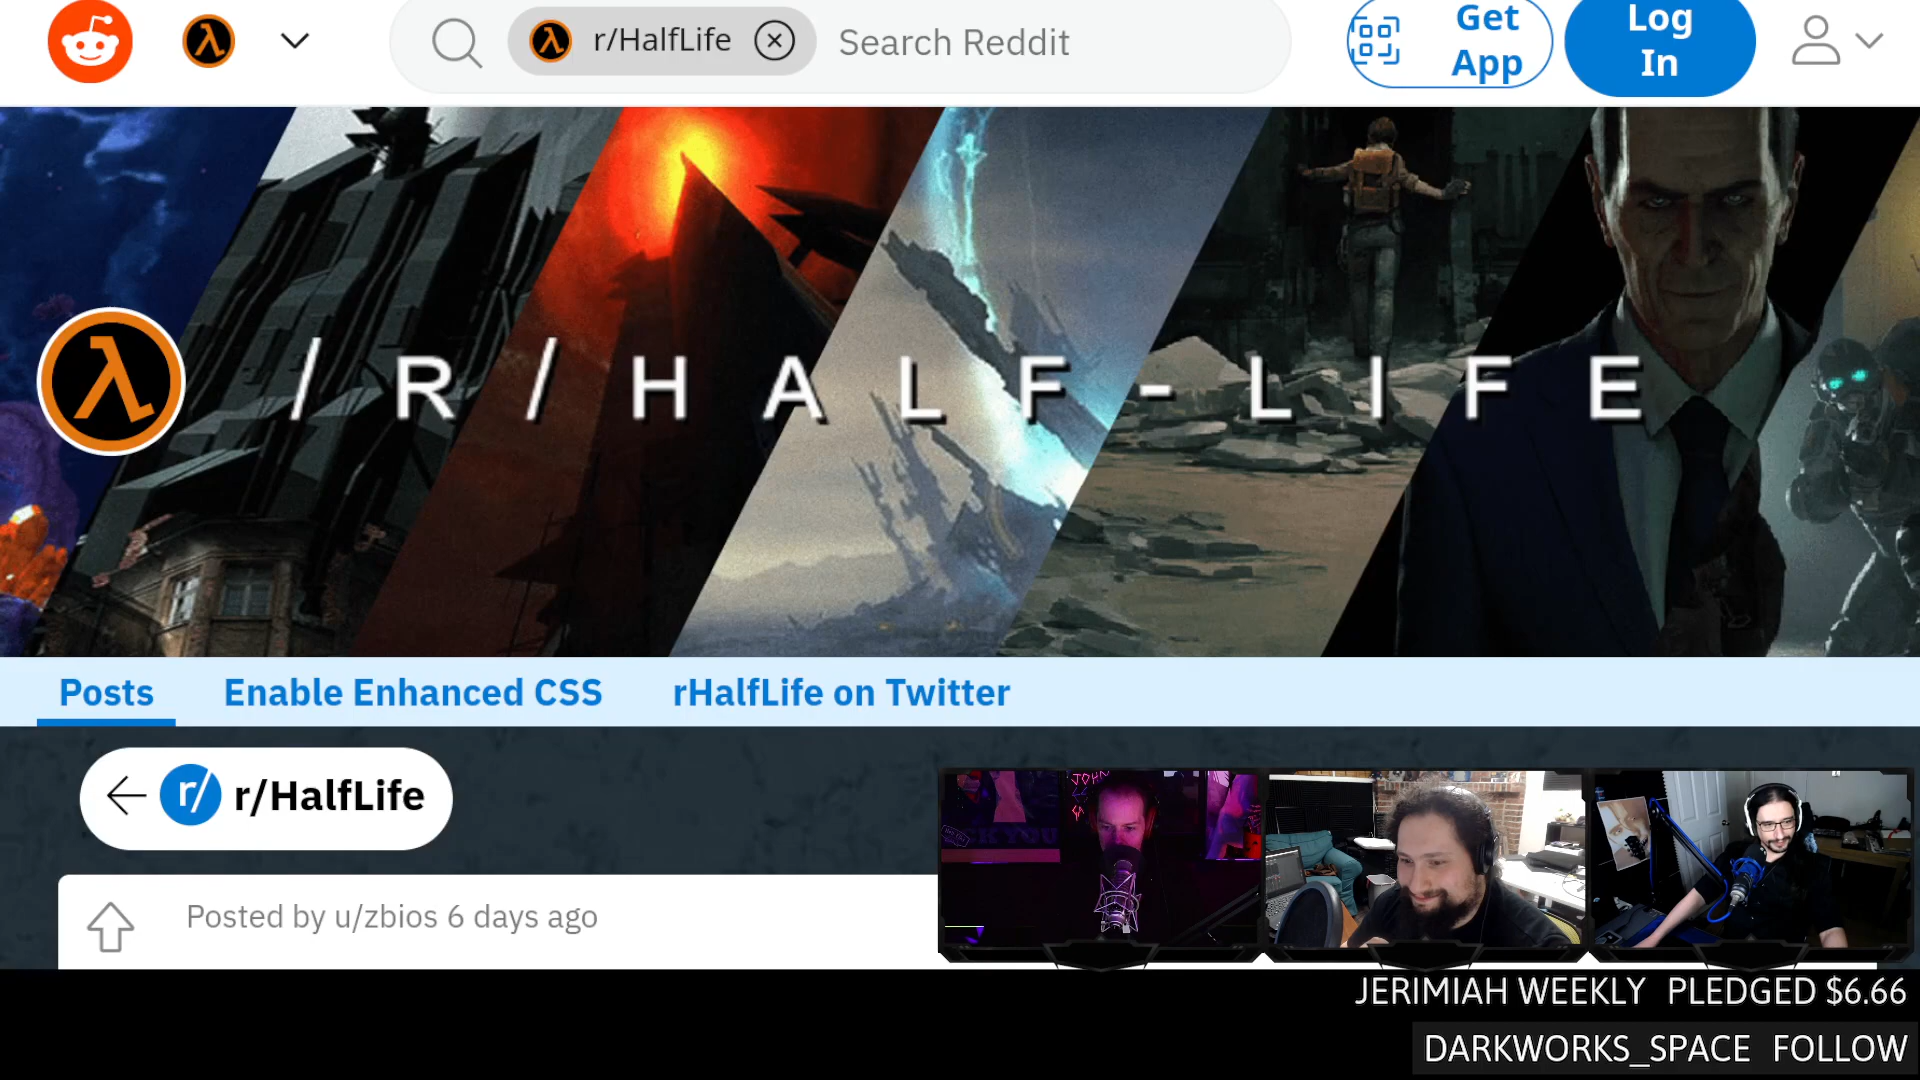 r/HalfLife
Search Reddit
Get
App
Log
In
/R/HALF-LIFE
Posts
Enable Enhanced CSS
rHalfLife on Twitter
r/
r/HalfLife
Posted by u/zbios 6 days ago
JERIMIAH WEEKLY PLEDGED $6.66
DARKWORKS_SPACE FOLLOW